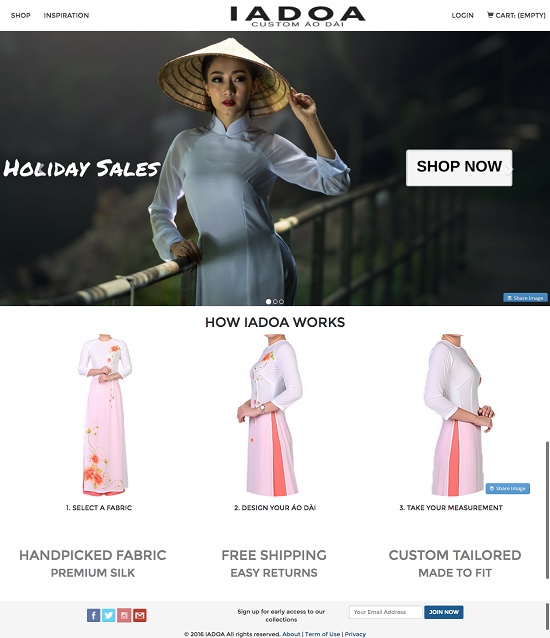 SHOP INSPIRATION IADOA LOGIN CART: (EMPTY)
CUSTOM ÁO DÀI
HOLIDAY SALES
SHOP NOW
Share Image
HOW IADOA WORKS
Share Image
1. SELECT A FABRIC 2. DESIGN YOUR ÁO DÀI 3. TAKE YOUR MEASUREMENT
HANDPICKED FABRIC FREE SHIPPING CUSTOM TAILORED
PREMIUM SILK EASY RETURNS MADE TO FIT
Sign up for early access to our
collections
Your Email Address JOIN NOW
© 2016 IADOA All rights reserved. About | Term of Use | Privacy